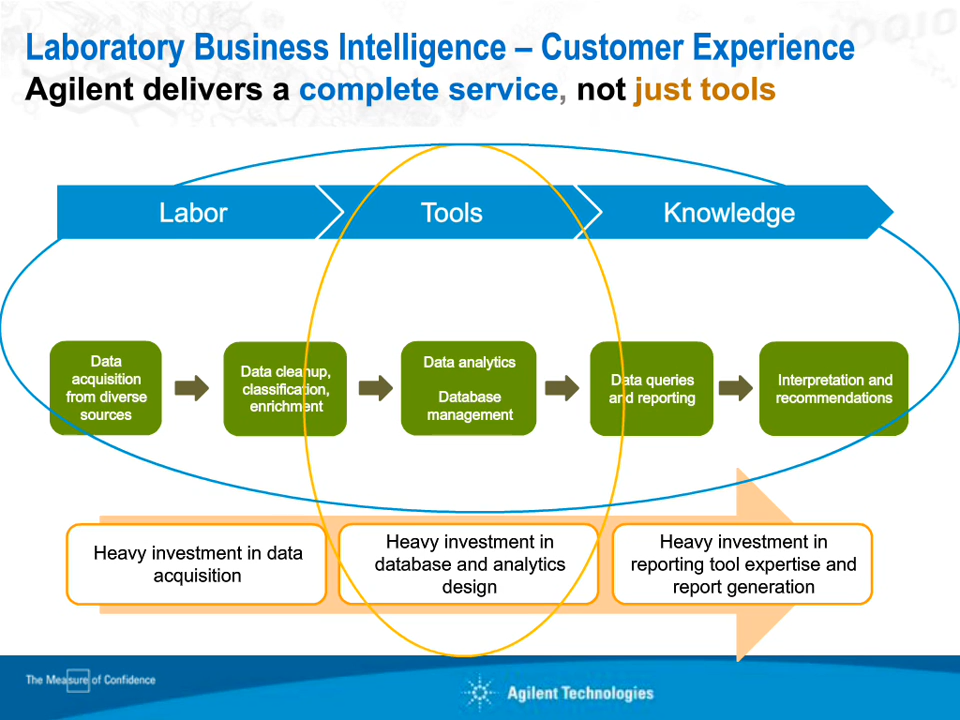 Laboratory Business Intelligence – Customer Experience
Agilent delivers a complete service, not just tools
Labor
Tools
Knowledge
Data
acquisition
from diverse
sources
Data cleanup,
classification,
enrichment
Data analytics
Database
management
Data queries
and reporting
Interpretation and
recommendations
Heavy investment in data
acquisition
Heavy investment in
database and analytics
design
Heavy investment in
reporting tool expertise and
report generation
The Measure of Confidence
Agilent Technologies